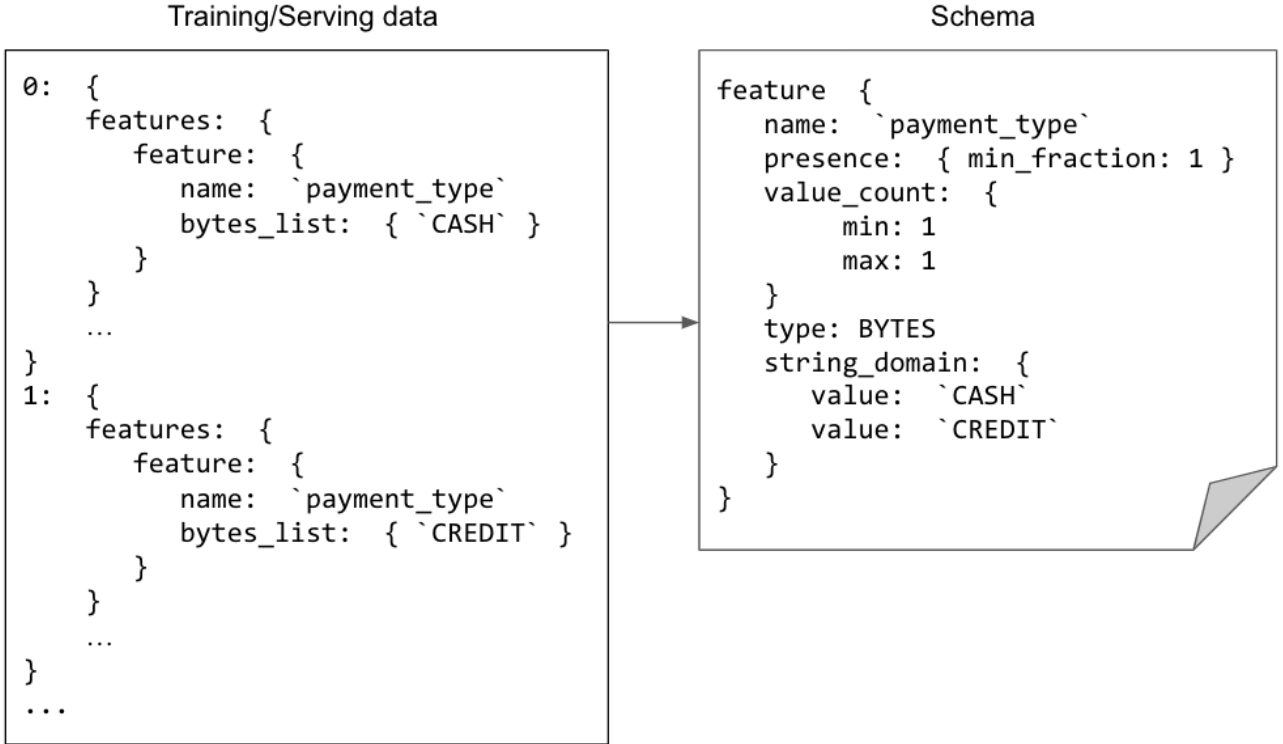 Training/Serving data
0:  {
    features:  {
       feature:  {
          name:  `payment_type`
          bytes_list:  { `CASH` }
       }
    }
    ...
}
1:  {
    features:  {
       feature:  {
          name:  `payment_type`
          bytes_list:  { `CREDIT` }
       }
    }
    ...
}
...
Schema
feature  {
   name:  `payment_type`
   presence:  { min_fraction: 1 }
   value_count:  {
        min: 1
        max: 1
   }
   type: BYTES
   string_domain:  {
      value:  `CASH`
      value:  `CREDIT`
   }
}